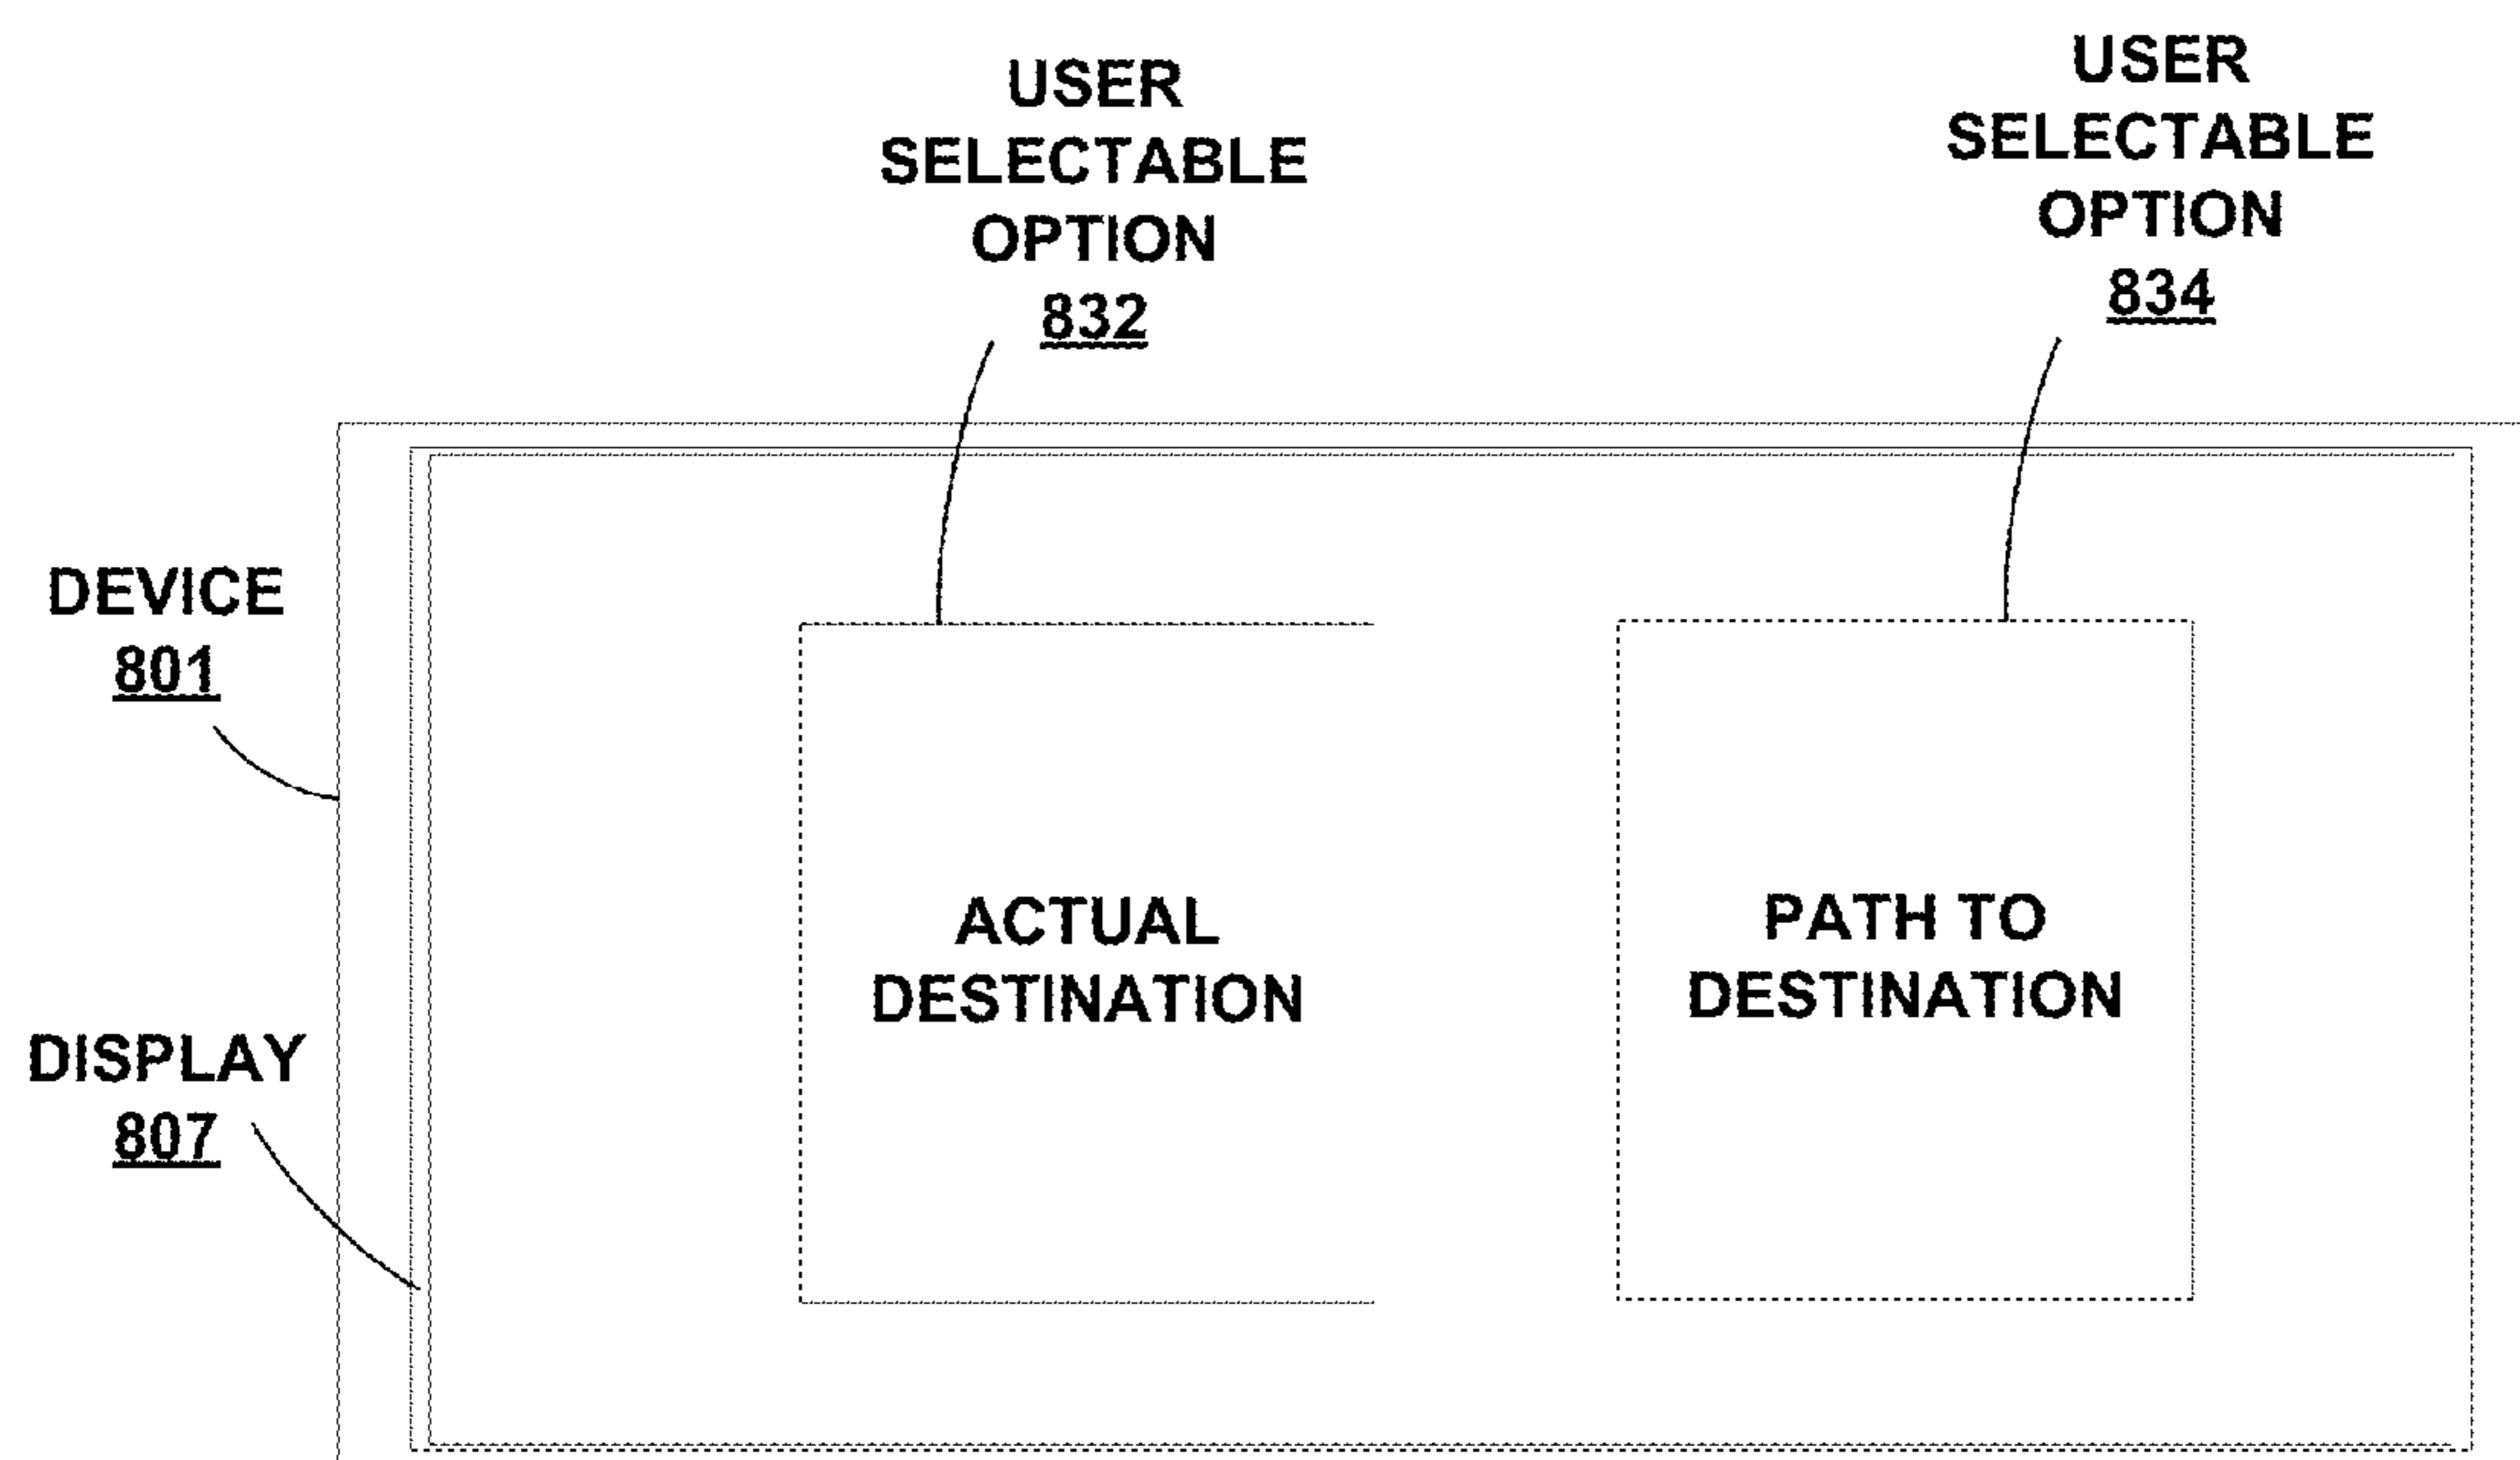 USER
SELECTABLE
OPTION
832
USER
SELECTABLE
OPTION
834
DEVICE
801
ACTUAL
DESTINATION
PATH TO
DESTINATION
DISPLAY
807